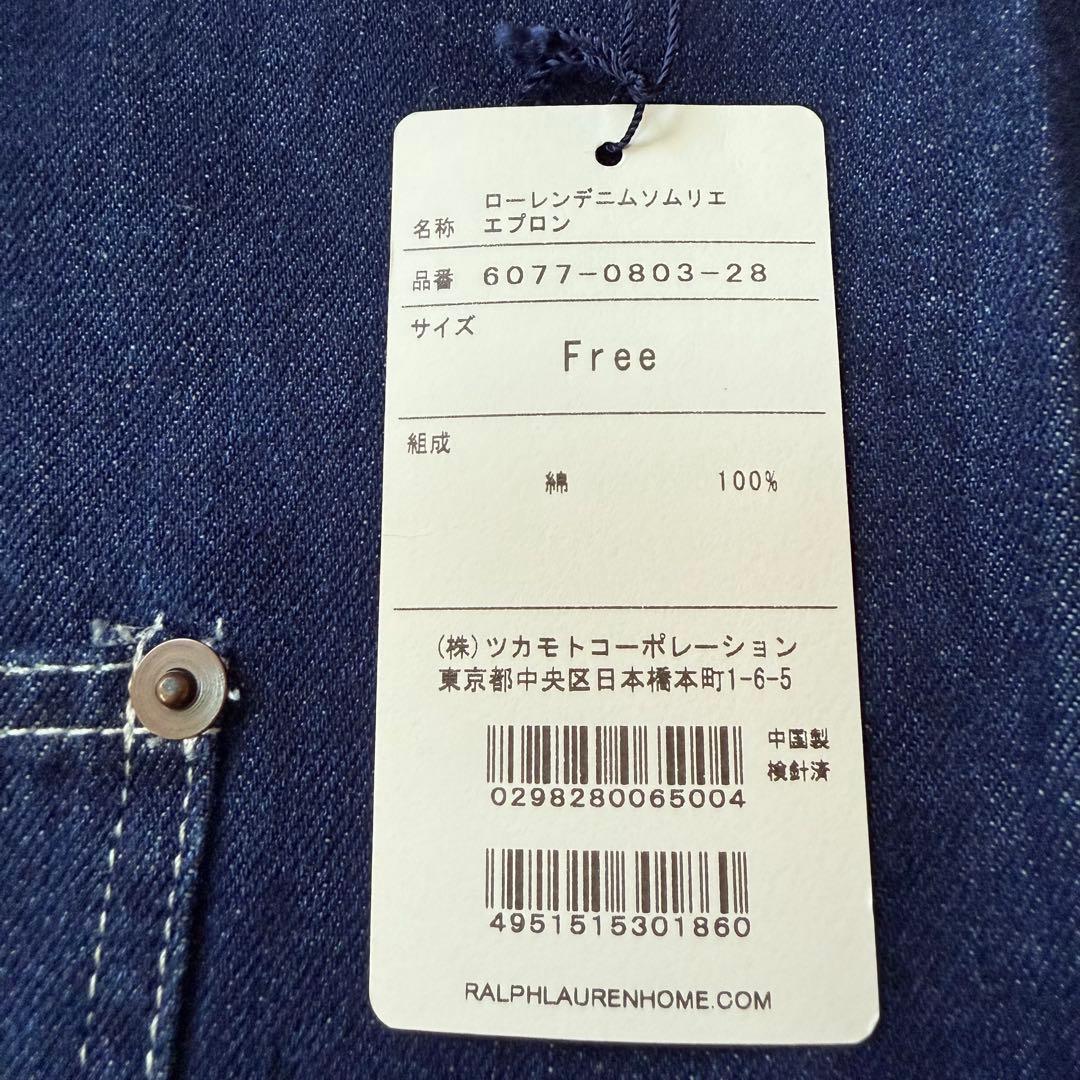 ローレンデニムソムリエ
名称 エプロン
品番 6077-0803-28
サイズ
Free
組成
綿 100%
(株)ツカモトコーポレーション
東京都中央区日本橋本町1-6-5
中国製
検針済
0298280065004
4951515301860
RALPHLAURENHOME.COM